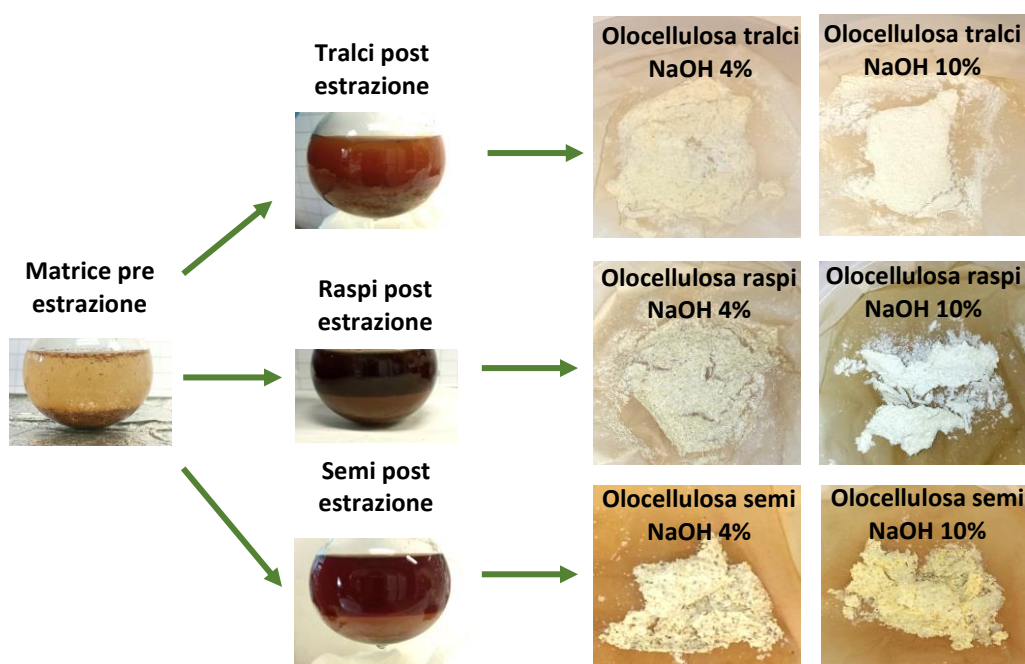 Tralci post
estrazione
Olocellulosa tralci
NaOH 4%
Olocellulosa tralci
NaOH 10%
Matrice pre
estrazione
Raspi post
estrazione
Olocellulosa raspi
NaOH 4%
Olocellulosa raspi
NaOH 10%
Semi post
estrazione
Olocellulosa semi
NaOH 4%
Olocellulosa semi
NaOH 10%